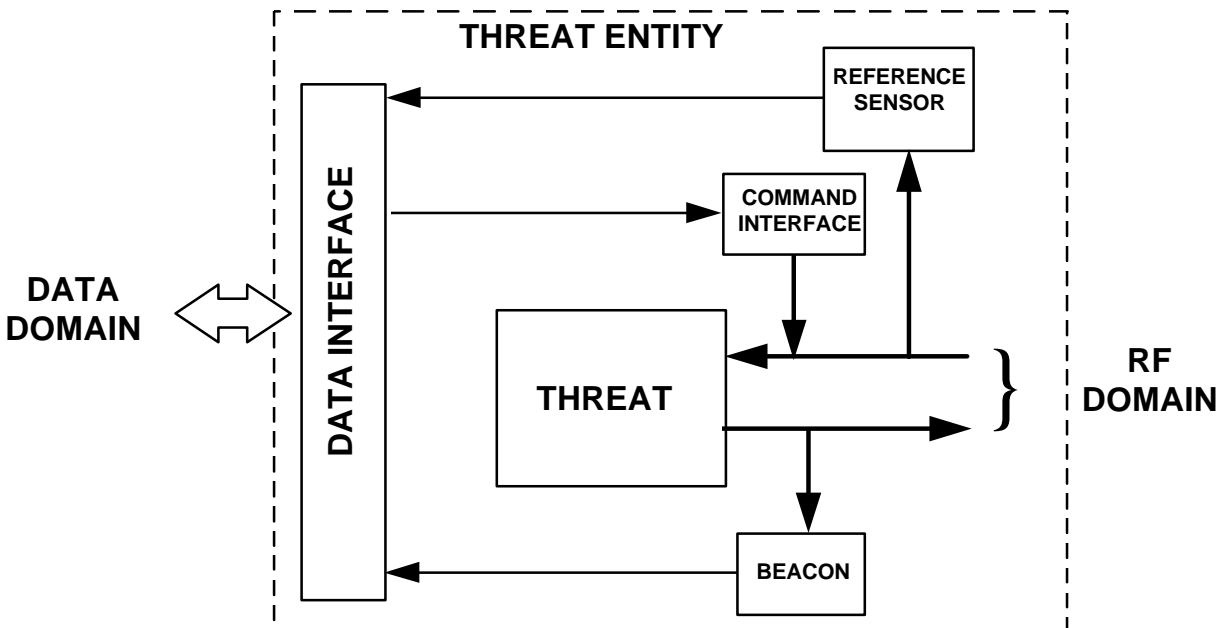 THREAT ENTITY
REFERENCE
SENSOR
COMMAND
INTERFACE
DATA INTERFACE
DATA
DOMAIN
THREAT
RF
DOMAIN
BEACON